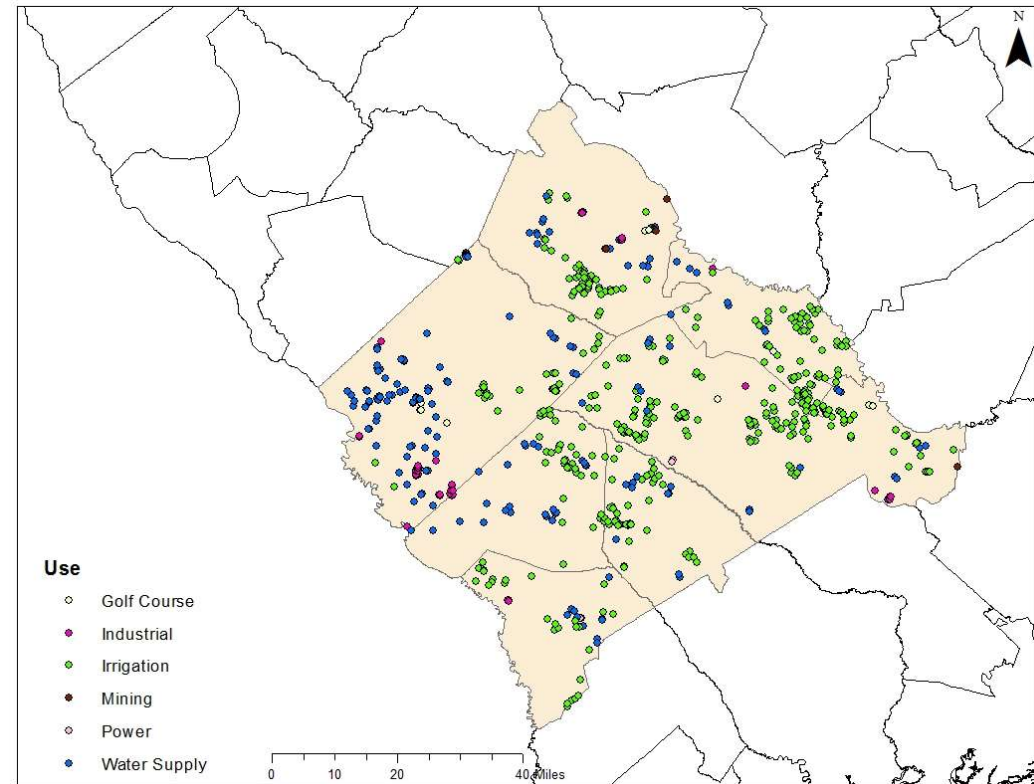 N
Use
Golf Course
Industrial
Irrigation
Mining
Power
Water Supply
0 10 20 40 Miles